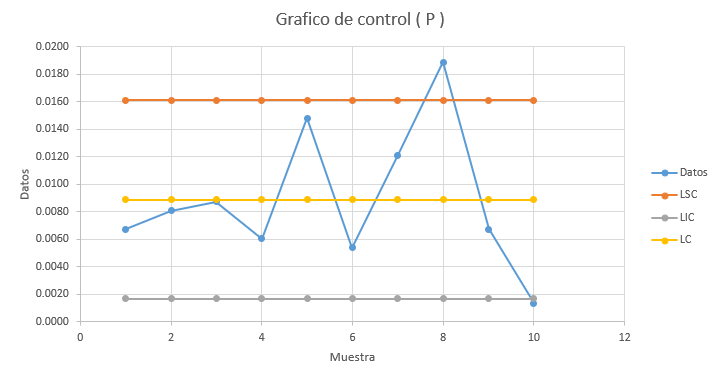 Grafico de control ( P )
0.0200
0.0180
0.0160
0.0140
0.0120
0.0100
0.0080
0.0060
0.0040
0.0020
0.0000
Datos
0 2 4 6 8 10 12
Muestra
Datos
LSC
LIC
LC